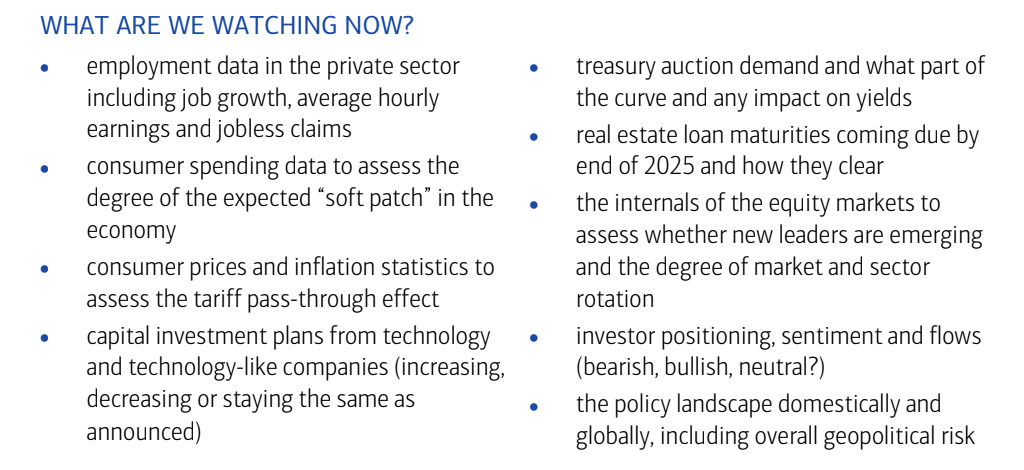 WHAT ARE WE WATCHING NOW?
• employment data in the private sector
including job growth, average hourly
earnings and jobless claims
• consumer spending data to assess the
degree of the expected “soft patch” in the
economy
• consumer prices and inflation statistics to
assess the tariff pass-through effect
• capital investment plans from technology
and technology-like companies (increasing,
decreasing or staying the same as
announced)
• treasury auction demand and what part of
the curve and any impact on yields
• real estate loan maturities coming due by
end of 2025 and how they clear
• the internals of the equity markets to
assess whether new leaders are emerging
and the degree of market and sector
rotation
• investor positioning, sentiment and flows
(bearish, bullish, neutral?)
• the policy landscape domestically and
globally, including overall geopolitical risk